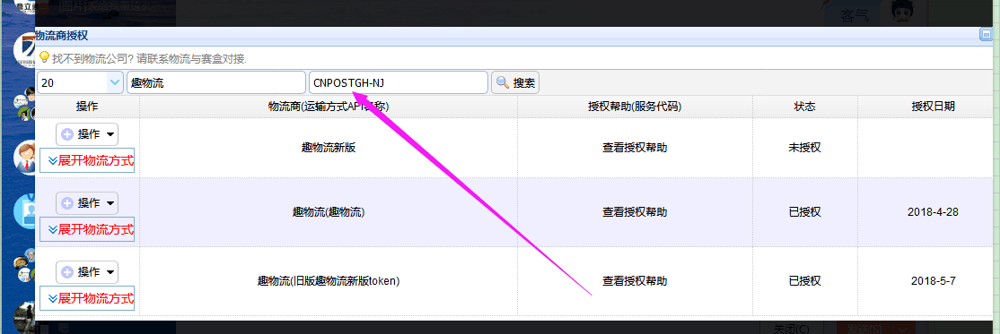 客气
物流商授权
找不到物流公司? 请联系物流与赛盒对接.
20 趣物流 CNPOSTGH-NJ 搜索
操作 物流商(运输方式API名称) 授权帮助(服务代码) 状态 授权日期
操作 趣物流新版 查看授权帮助 未授权
展开物流方式
操作 趣物流(趣物流) 查看授权帮助 已授权 2018-4-28
展开物流方式
操作 趣物流(旧版趣物流新版token) 查看授权帮助 已授权 2018-5-7
展开物流方式
关闭(C) 发送(S)